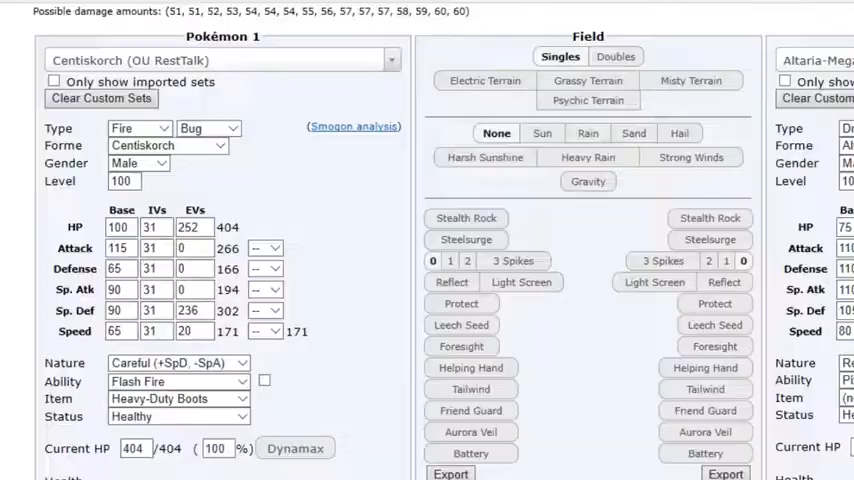 Possible damage amounts: (51, 51, 52, 53, 54, 54, 54, 55, 56, 57, 57, 57, 58, 59, 60, 60)
Pokémon 1
Centiskorch (OU RestTalk)
Only show imported sets
Clear Custom Sets
Type Fire Bug (Smogon analysis)
Forme Centiskorch
Gender Male
Level 100
Base IVs EVs
HP 100 31 252 404
Attack 115 31 0 266 --
Defense 65 31 0 166 --
Sp. Atk 90 31 0 194 --
Sp. Def 90 31 236 302 --
Speed 65 31 20 171 -- 171
Nature Careful (+SpD, -SpA)
Ability Flash Fire
Item Heavy-Duty Boots
Status Healthy
Current HP 404 /404 ( 100 %) Dynamax
Field
Singles Doubles
Electric Terrain Grassy Terrain Misty Terrain
Psychic Terrain
None Sun Rain Sand Hail
Harsh Sunshine Heavy Rain Strong Winds
Gravity
Stealth Rock Stealth Rock
Steelsurge Steelsurge
0 1 2 3 Spikes 3 Spikes 2 1 0
Reflect Light Screen Light Screen Reflect
Protect Protect
Leech Seed Leech Seed
Foresight Foresight
Helping Hand Helping Hand
Tailwind Tailwind
Friend Guard Friend Guard
Aurora Veil Aurora Veil
Battery Battery
Export Export
Altaria-Mega
Only show
Clear Custom
Type Dr
Forme Al
Gender Ma
Level 10
Ba
HP 75
Attack 110
Defense 110
Sp. Atk 110
Sp. Def 105
Speed 80
Nature Re
Ability Pi
Item (n
Status He
Current HP